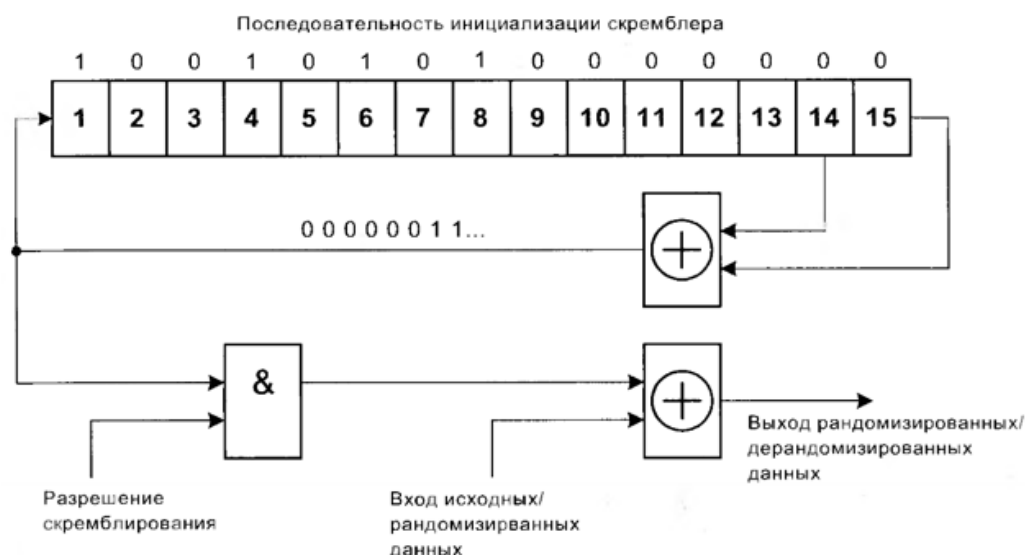 Последовательность инициализации скремблера
1 0 0 1 0 1 0 1 0 0 0 0 0 0 0
1 2 3 4 5 6 7 8 9 10 11 12 13 14 15
0 0 0 0 0 0 1 1...
&
Выход рандомизированных/
дерандомизированных
данных
Разрешение
скремблирования
Вход исходных/
рандомизирванных
данных